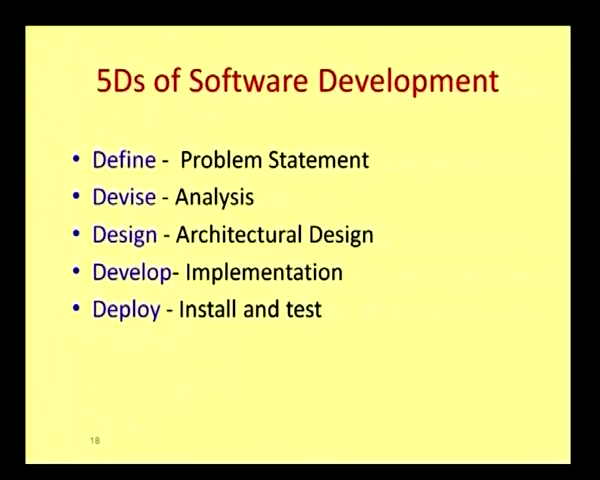 5Ds of Software Development
• Define - Problem Statement
• Devise - Analysis
• Design - Architectural Design
• Develop- Implementation
• Deploy - Install and test
18